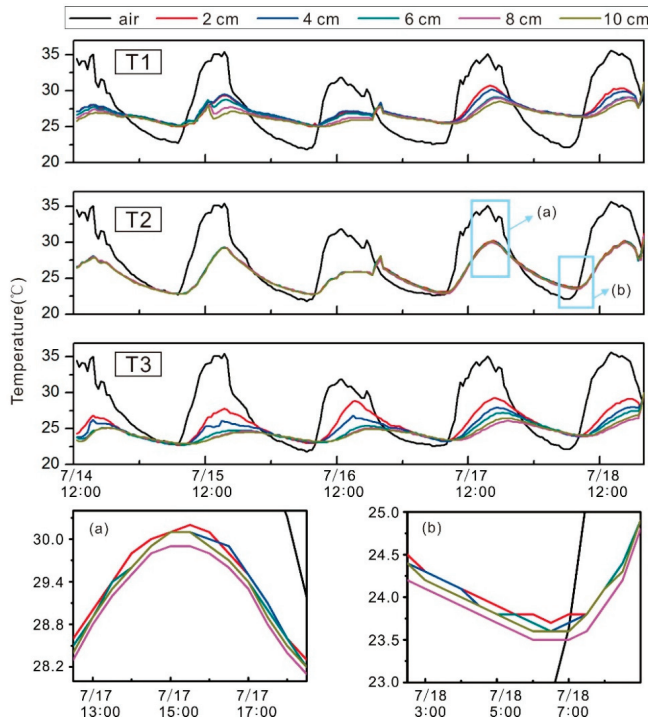 air 2 cm 4 cm 6 cm 8 cm 10 cm
T1
35
30
25
20
T2
35
30
25
20
(a)
(b)
T3
35
30
25
20
Temperature(℃)
7/14 7/15 7/16 7/17 7/18
12:00 12:00 12:00 12:00 12:00
(a)
30.0
29.4
28.8
28.2
7/17 7/17 7/17
13:00 15:00 17:00
(b)
25.0
24.5
24.0
23.5
23.0
7/18 7/18 7/18
3:00 5:00 7:00